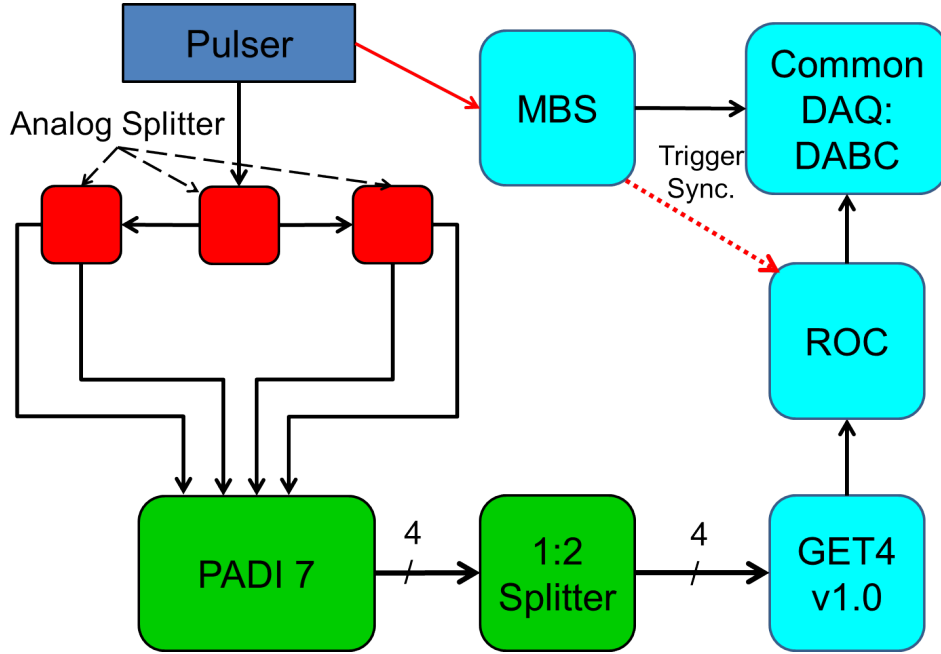 Pulser
MBS
Common
DAQ:
DABC
Analog Splitter
Trigger
Sync.
ROC
4
4
PADI 7
1:2
Splitter
GET4
v1.0